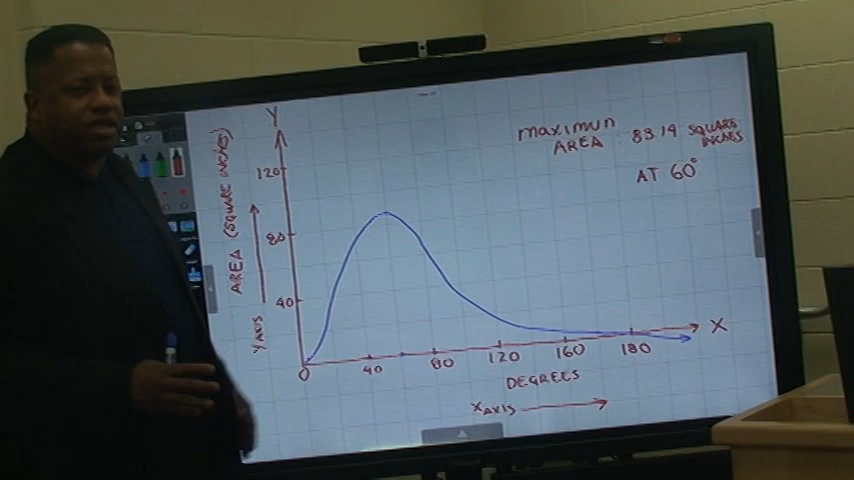 Y
MAXIMUN
AREA : 83.14 SQUARE INCHES
AT 60°
AREA (SQUARE INCHES)
Y AXIS
120
80
40
0 40 80 120 160 180
X
DEGREES
X AXIS